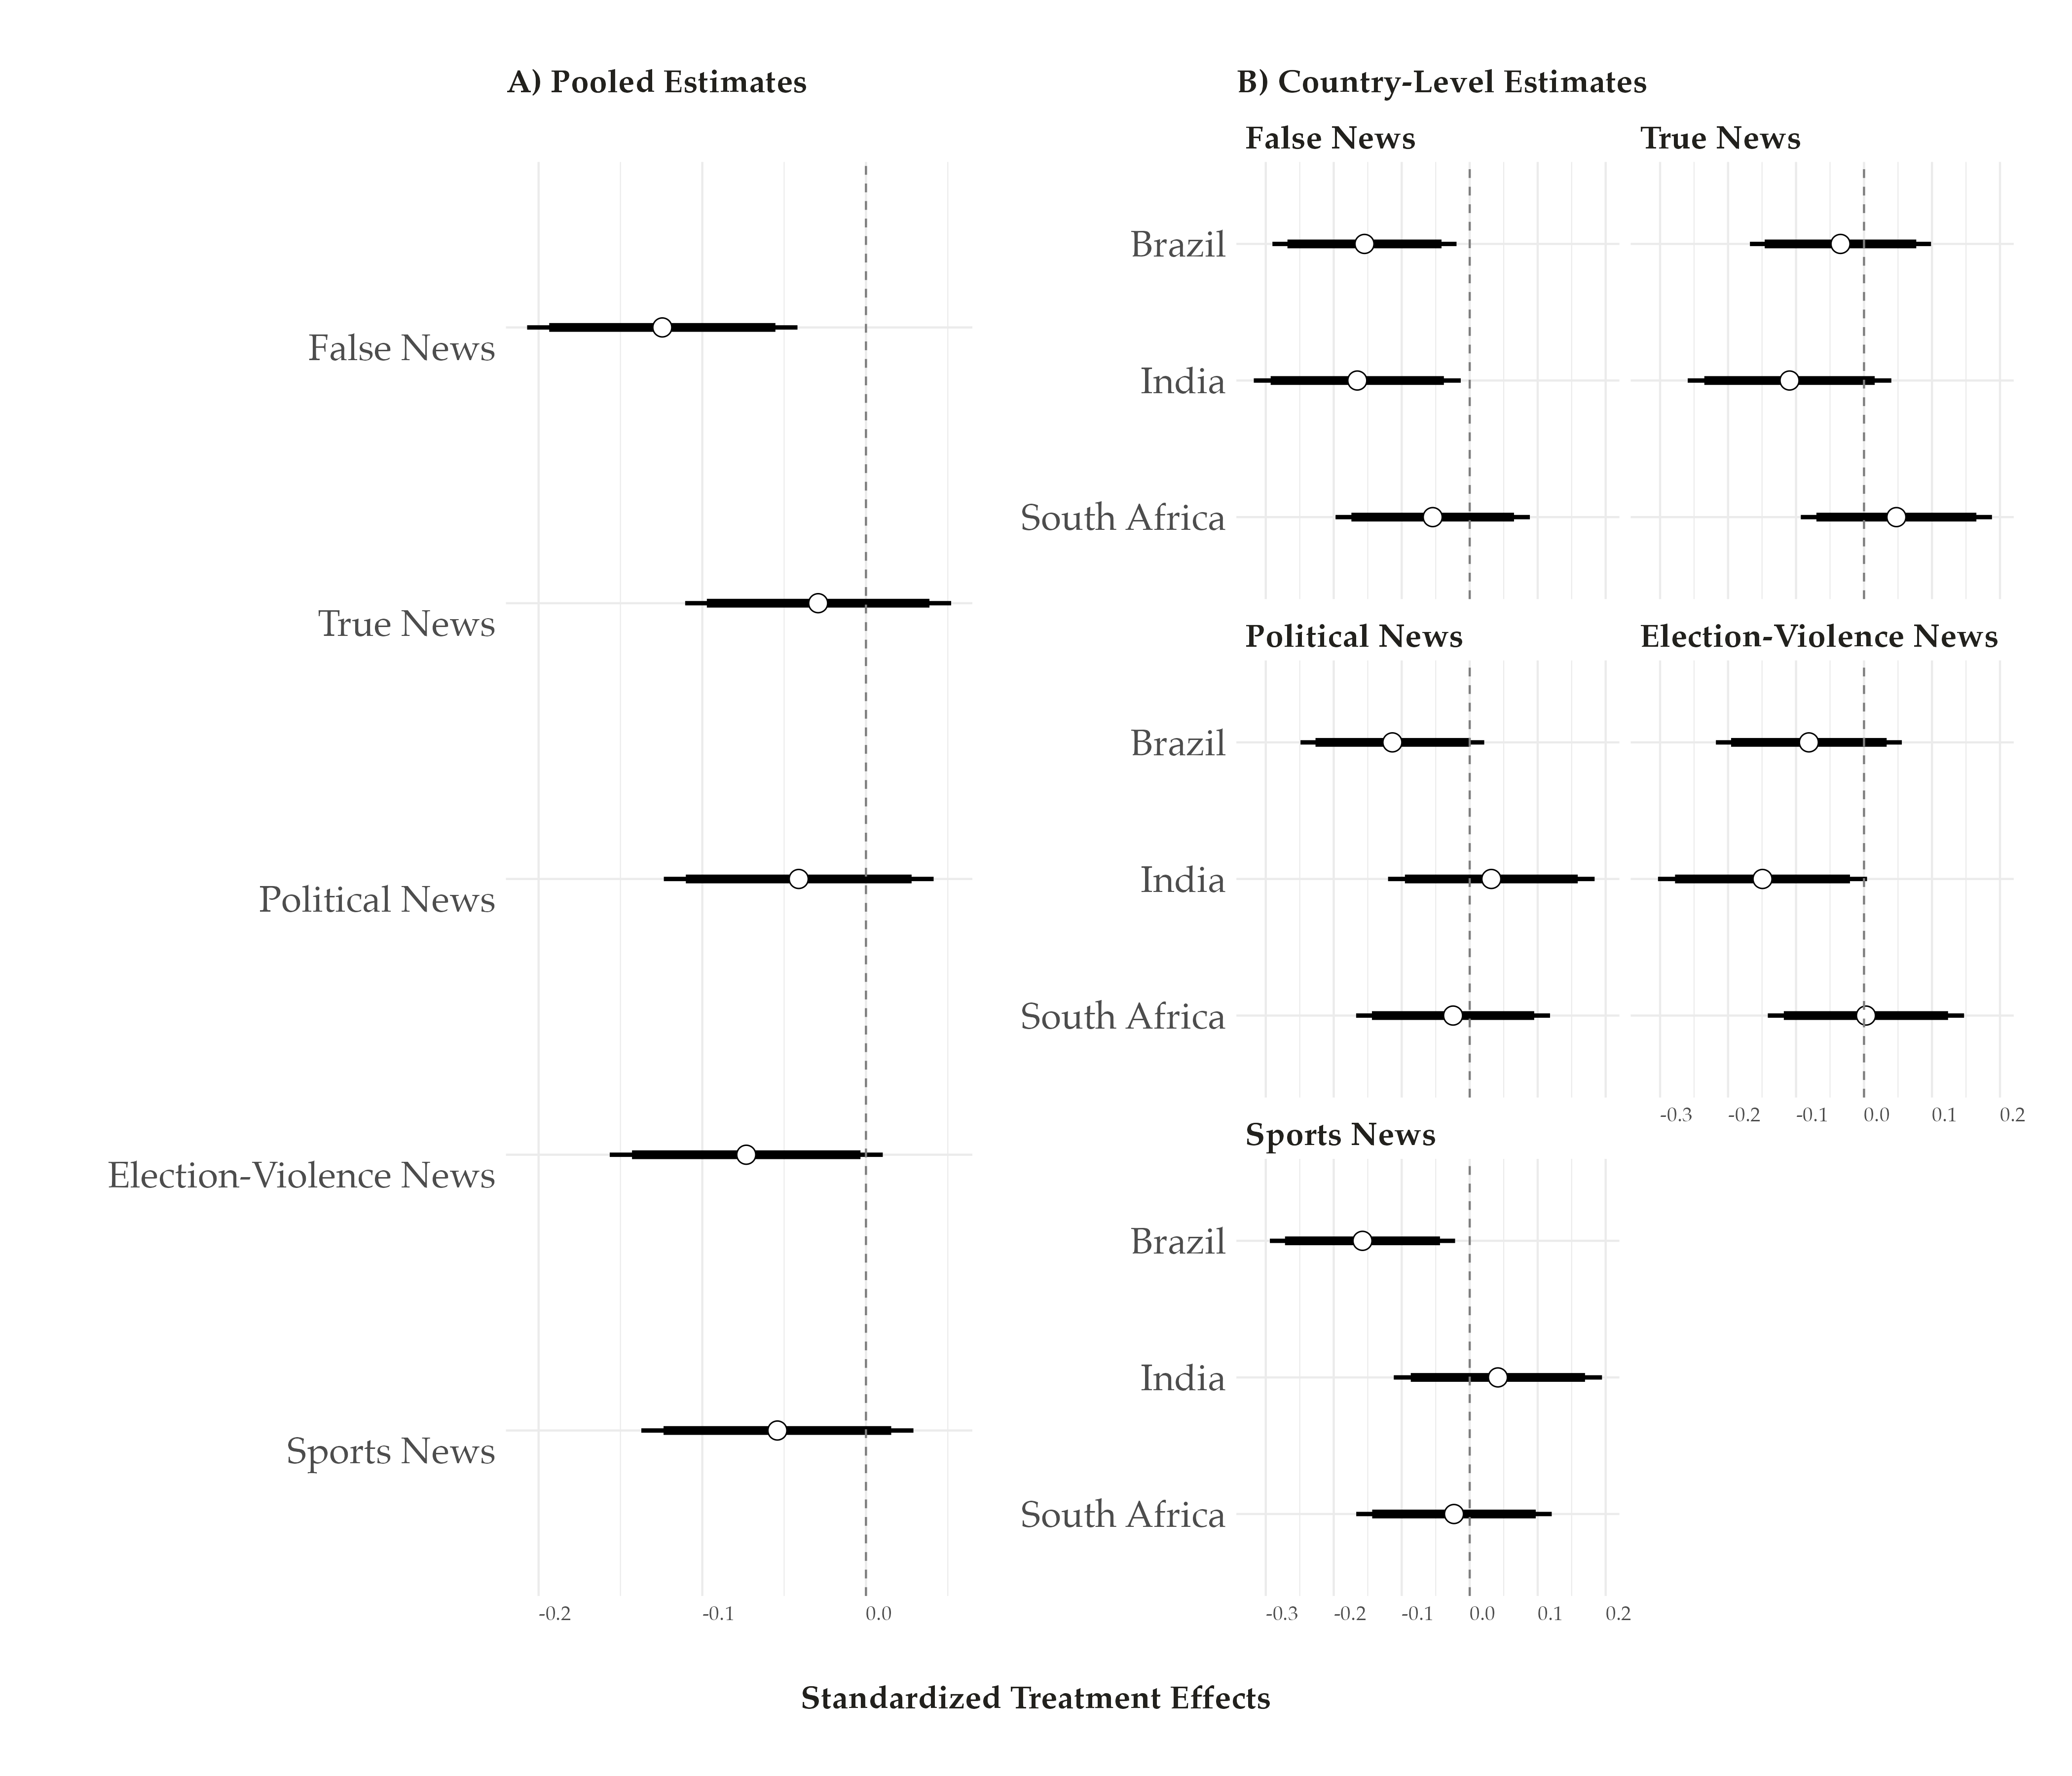 A) Pooled Estimates
False News
True News
Political News
Election-Violence News
Sports News
-0.2 -0.1 0.0
B) Country-Level Estimates
False News True News
Brazil
India
South Africa
Political News Election-Violence News
Brazil
India
South Africa
-0.3 -0.2 -0.1 0.0 0.1 0.2
Sports News
Brazil
India
South Africa
-0.3 -0.2 -0.1 0.0 0.1 0.2
Standardized Treatment Effects